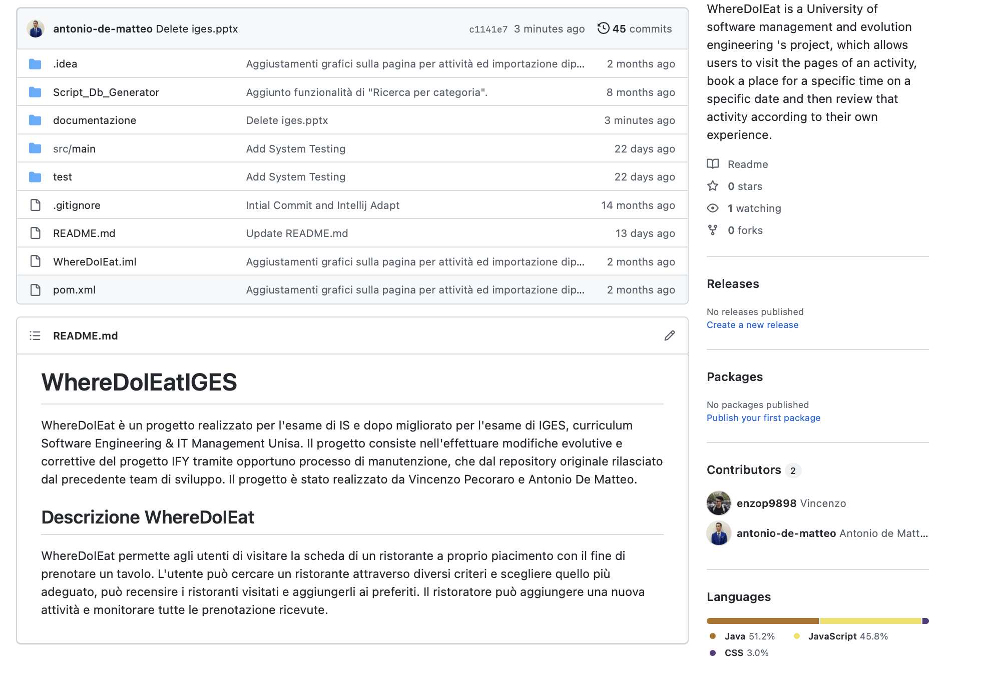 antonio-de-matteo Delete iges.pptx c1141e7 3 minutes ago 45 commits
.idea Aggiustamenti grafici sulla pagina per attività ed importazione dip... 2 months ago
Script_Db_Generator Aggiunto funzionalità di "Ricerca per categoria". 8 months ago
documentazione Delete iges.pptx 3 minutes ago
src/main Add System Testing 22 days ago
test Add System Testing 22 days ago
.gitignore Intial Commit and Intellij Adapt 14 months ago
README.md Update README.md 13 days ago
WhereDoIEat.iml Aggiustamenti grafici sulla pagina per attività ed importazione dip... 2 months ago
pom.xml Aggiustamenti grafici sulla pagina per attività ed importazione dip... 2 months ago
README.md
WhereDoIEatIGES
WhereDoIEat è un progetto realizzato per l'esame di IS e dopo migliorato per l'esame di IGES, curriculum
Software Engineering & IT Management Unisa. Il progetto consiste nell'effettuare modifiche evolutive e
correttive del progetto IFY tramite opportuno processo di manutenzione, che dal repository originale rilasciato
dal precedente team di sviluppo. Il progetto è stato realizzato da Vincenzo Pecoraro e Antonio De Matteo.
Descrizione WhereDoIEat
WhereDoIEat permette agli utenti di visitare la scheda di un ristorante a proprio piacimento con il fine di
prenotare un tavolo. L'utente può cercare un ristorante attraverso diversi criteri e scegliere quello più
adeguato, può recensire i ristoranti visitati e aggiungerli ai preferiti. Il ristoratore può aggiungere una nuova
attività e monitorare tutte le prenotazione ricevute.
WhereDoIEat is a University of
software management and evolution
engineering 's project, which allows
users to visit the pages of an activity,
book a place for a specific time on a
specific date and then review that
activity according to their own
experience.
Readme
0 stars
1 watching
0 forks
Releases
No releases published
Create a new release
Packages
No packages published
Publish your first package
Contributors 2
enzop9898 Vincenzo
antonio-de-matteo Antonio de Matt...
Languages
Java 51.2% JavaScript 45.8%
CSS 3.0%